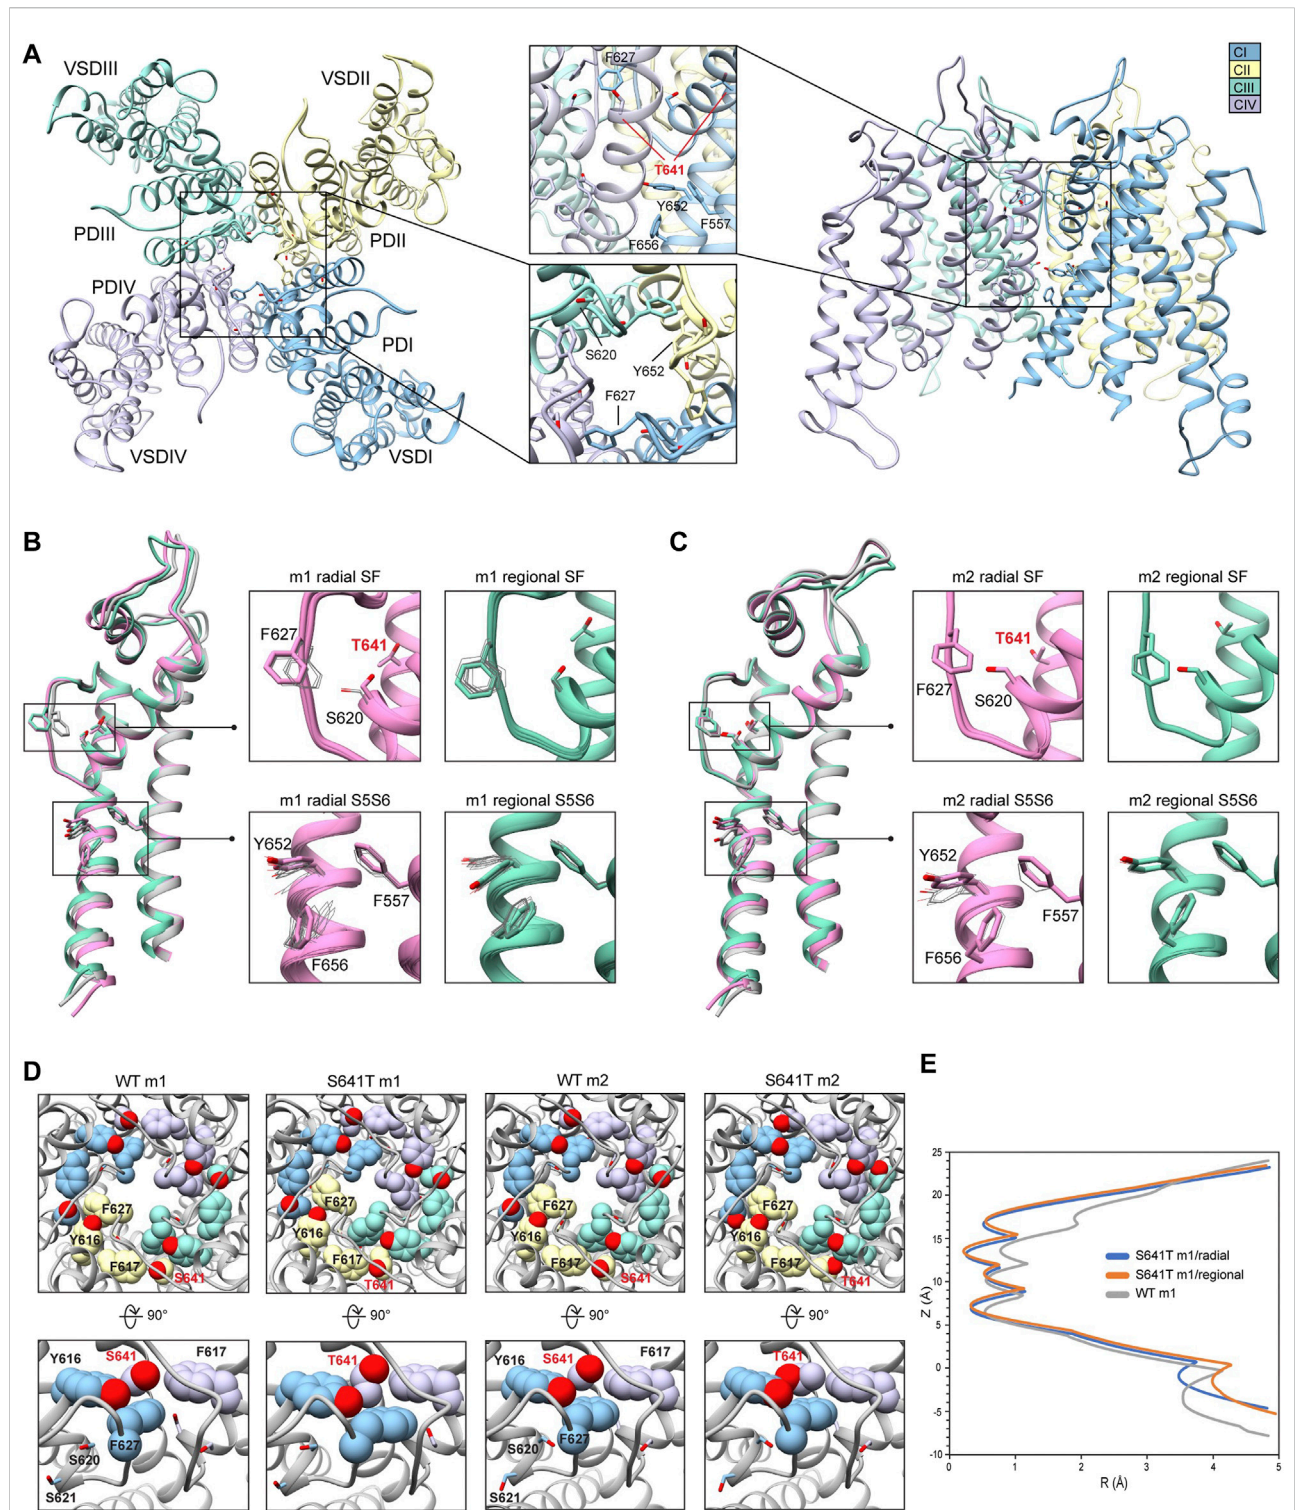 A
VSDIII
VSDII
PDIII
PDII
PDIV
PDI
VSDIV
VSDI
F627
T641
Y652
F656
F557
S620
Y652
F627
CI
CII
CIII
CIV
B
m1 radial SF
F627
T641
S620
m1 regional SF
m1 radial S5S6
Y652
F557
F656
m1 regional S5S6
C
m2 radial SF
T641
F627
S620
m2 regional SF
m2 radial S5S6
Y652
F557
F656
m2 regional S5S6
D
WT m1
F627
Y616
F617
S641
S641T m1
F627
Y616
F617
T641
WT m2
F627
Y616
F617
S641
S641T m2
F627
Y616
F617
T641
90°
90°
90°
90°
Y616
S641
F617
S620
F627
S621
T641
Y616
S641
F617
S620
F627
S621
T641
E
25
20
15
10
5
0
-5
-10
Z (Å)
S641T m1/radial
S641T m1/regional
WT m1
0 1 2 3 4 5
R (Å)